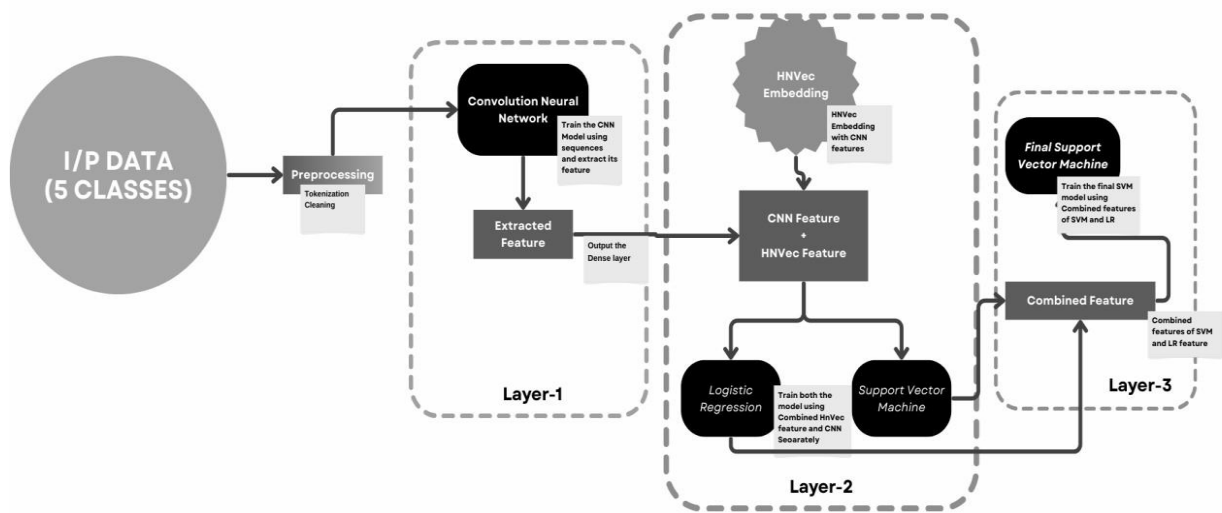 I/P DATA
(5 CLASSES)
Preprocessing
Tokenization
Cleaning
Convolution Neural
Network
Train the CNN
Model using
sequences
and extract its
feature
Extracted
Feature
Output the
Dense layer
Layer-1
HNVec
Embedding
HNVec
Embedding
with CNN
features
CNN Feature
+
HNVec Feature
Logistic
Regression
Train both the
model using
Combined HnVec
feature and CNN
Seoarately
Support Vector
Machine
Layer-2
Final Support
Vector Machine
Train the final SVM
model using
Combined features
of SVM and LR
Combined Feature
Combined
features of SVM
and LR feature
Layer-3